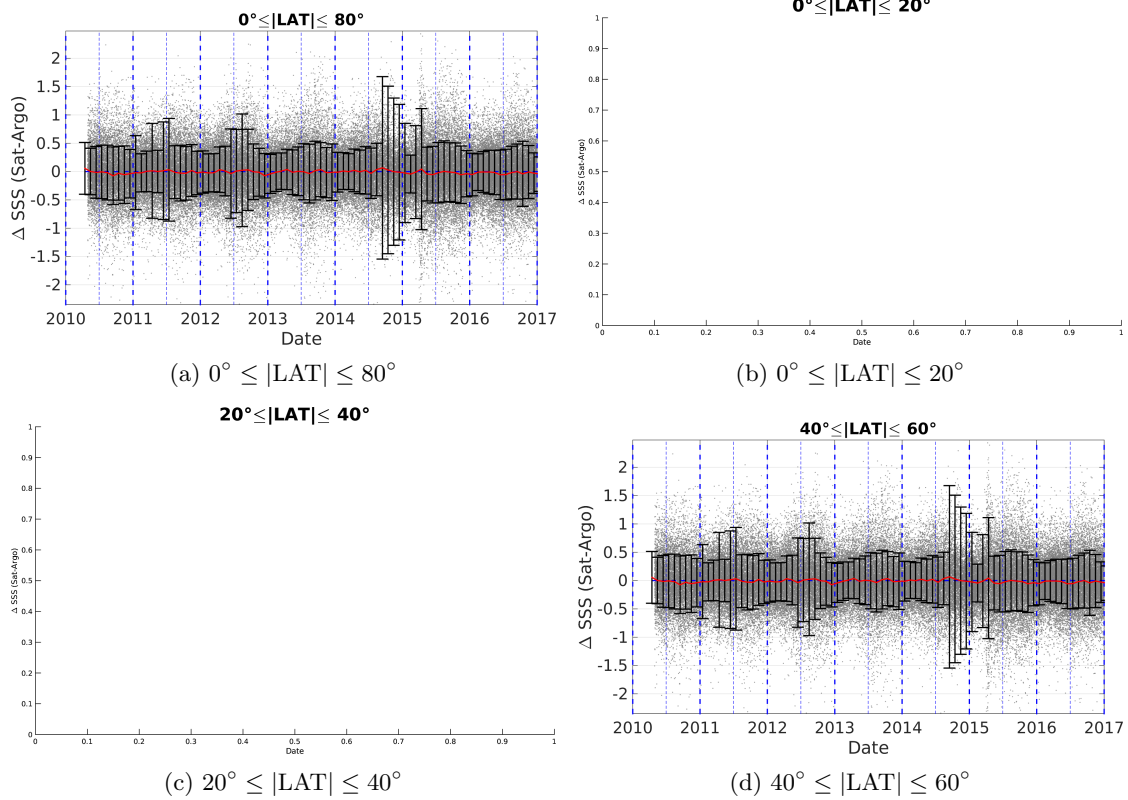 0°≤|LAT|≤ 80°
2
1.5
1
0.5
0
-0.5
-1
-1.5
-2
Δ SSS (Sat-Argo)
2010 2011 2012 2013 2014 2015 2016 2017
Date
(a) 0° ≤ |LAT| ≤ 80°
0°≤|LAT|≤ 20°
1
0.9
0.8
0.7
0.6
0.5
0.4
0.3
0.2
0.1
0
Δ SSS (Sat-Argo)
0 0.1 0.2 0.3 0.4 0.5 0.6 0.7 0.8 0.9 1
Date
(b) 0° ≤ |LAT| ≤ 20°
20°≤|LAT|≤ 40°
1
0.9
0.8
0.7
0.6
0.5
0.4
0.3
0.2
0.1
0
Δ SSS (Sat-Argo)
0 0.1 0.2 0.3 0.4 0.5 0.6 0.7 0.8 0.9 1
Date
(c) 20° ≤ |LAT| ≤ 40°
40°≤|LAT|≤ 60°
2
1.5
1
0.5
0
-0.5
-1
-1.5
-2
Δ SSS (Sat-Argo)
2010 2011 2012 2013 2014 2015 2016 2017
Date
(d) 40° ≤ |LAT| ≤ 60°